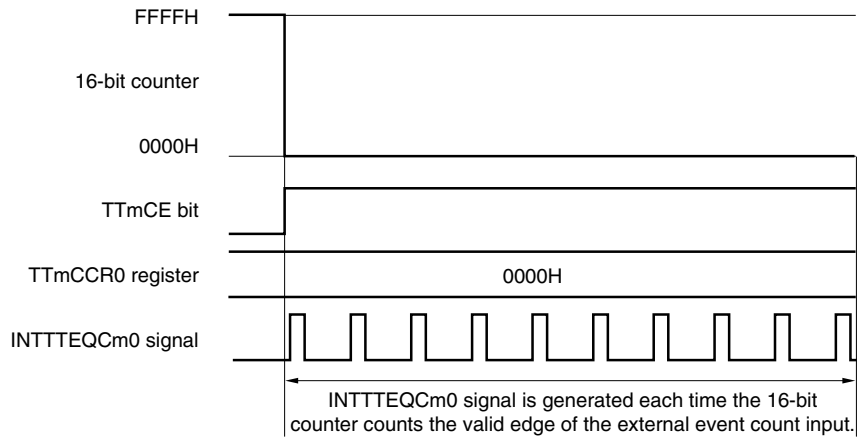 FFFFH
16-bit counter
0000H
TTmCE bit
TTmCCR0 register
0000H
INTTTEQCm0 signal
INTTTEQCm0 signal is generated each time the 16-bit
counter counts the valid edge of the external event count input.